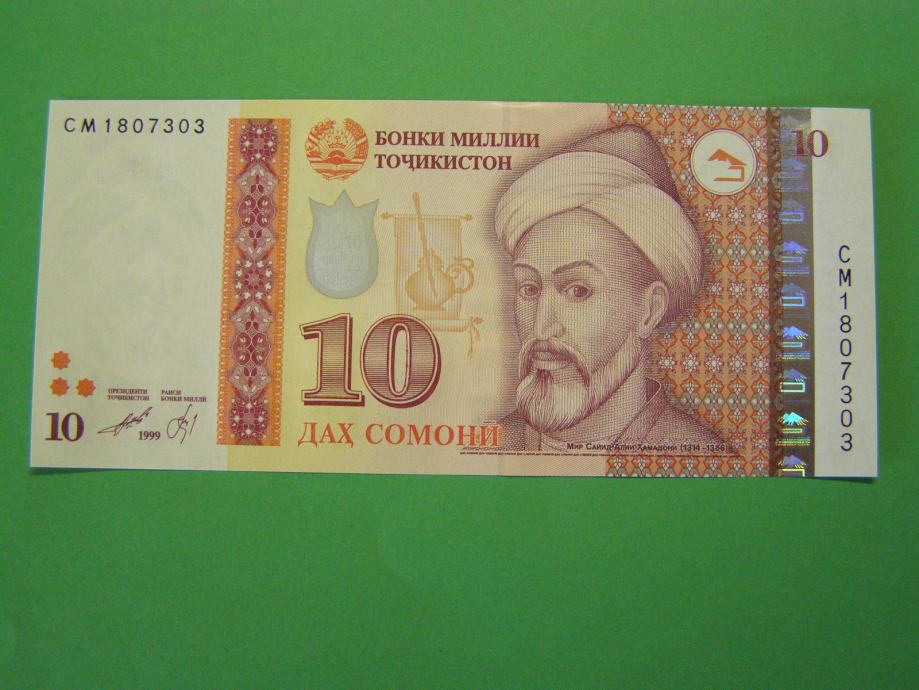 СМ1807303
БОНКИ МИЛЛИИ
ТОҶИКИСТОН
10
10
ДАҲ СОМОНӢ
ПРЕЗИДЕНТИ
ТОҶИКИСТОН
РАИСИ
БОНКИ МИЛЛӢ
10
1999
Мир Сайид Алии Ҳамадонӣ (1314 -1386)
СМ1807303